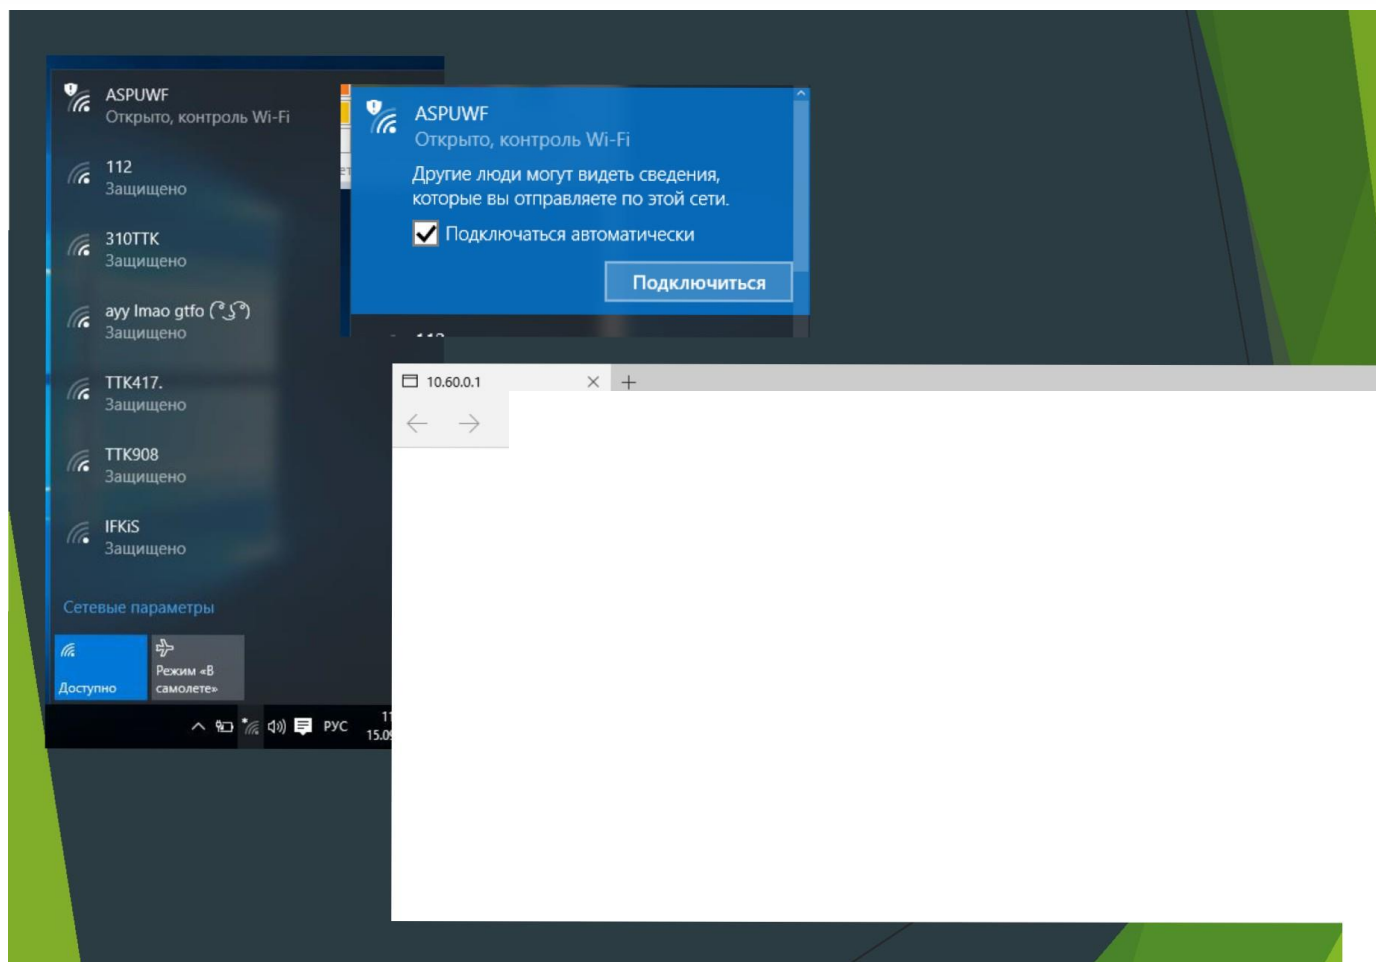 ASPUWF
Открыто, контроль Wi-Fi
112
Защищено
310TTK
Защищено
ayy lmao gtfo ( ͡° ͜ʖ ͡°)
Защищено
TTK417.
Защищено
TTK908
Защищено
IFKiS
Защищено
Сетевые параметры
Доступно
Режим «В
самолете»
РУС
ASPUWF
Открыто, контроль Wi-Fi
Другие люди могут видеть сведения,
которые вы отправляете по этой сети.
Подключаться автоматически
Подключиться
10.60.0.1